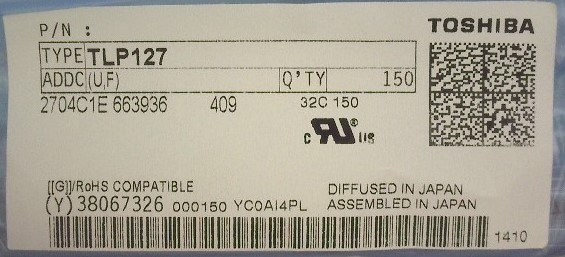 P/N :
TOSHIBA
TYPE TLP127
ADDC (U,F) Q'TY 150
2704C1E 663936 409 32C 150
c RU ® us
[[G]]/RoHS COMPATIBLE
DIFFUSED IN JAPAN
(Y) 38067326 000150 YC0AI4PL ASSEMBLED IN JAPAN
1410